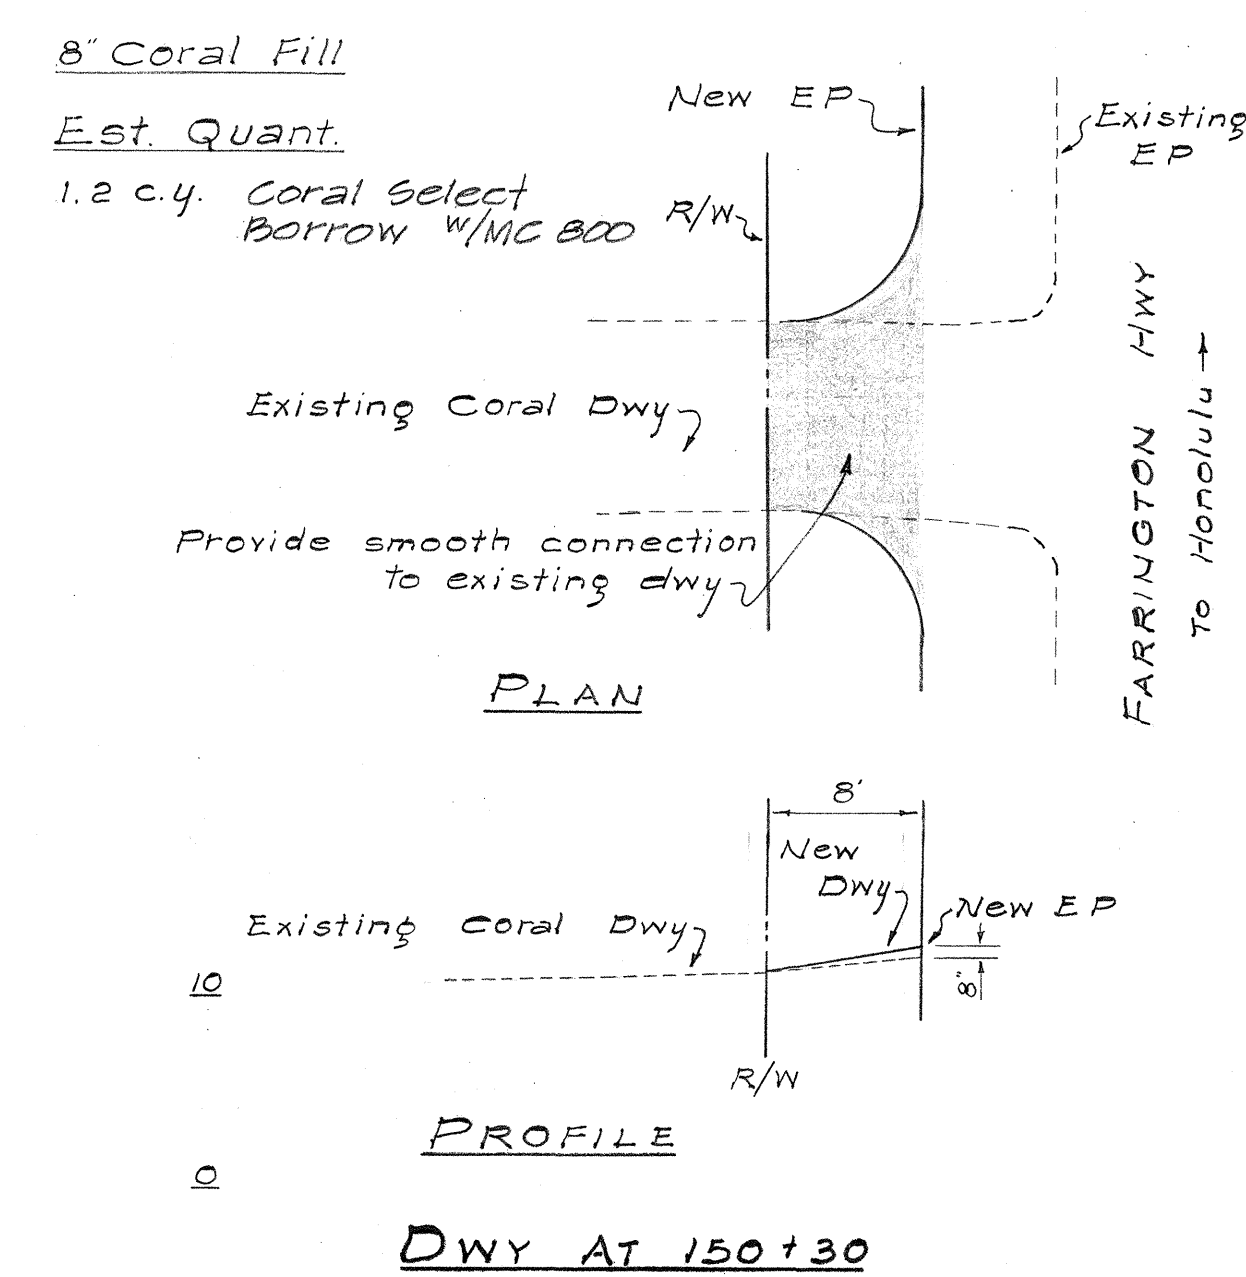 8" Coral Fill
Est. Quant.
1.2 c.y. Coral Select
Borrow w/MC 800
New EP
Existing
EP
R/W
Existing Coral Dwy
Provide smooth connection
to existing dwy
FARRINGTON HWY
To Honolulu
PLAN
8'
New
Dwy
New EP
Existing Coral Dwy
8"
10
R/W
PROFILE
0
DWY AT 150+30